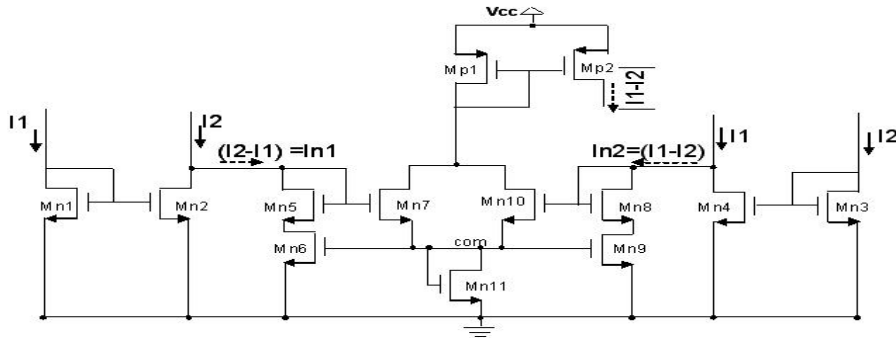 Vcc
Mp1
Mp2
|I1-I2|
I1
I2
(I2-I1) =In1
In2=(I1-I2)
I1
I2
Mn1
Mn2
Mn5
Mn7
Mn10
Mn8
Mn4
Mn3
Mn6
com
Mn9
Mn11